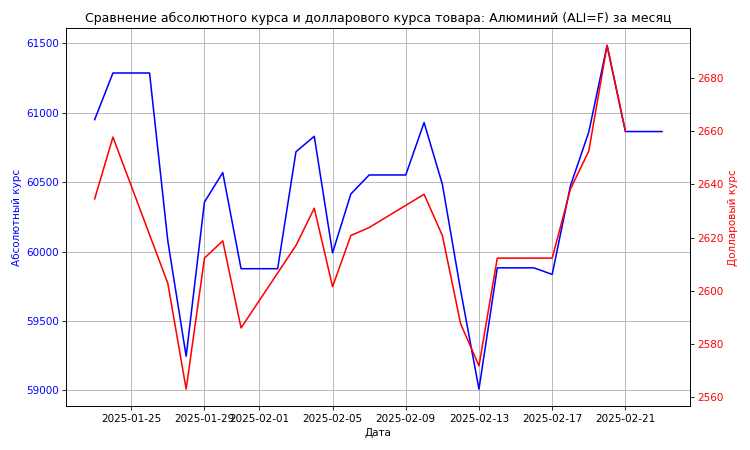 Сравнение абсолютного курса и долларового курса товара: Алюминий (ALI=F) за месяц
Абсолютный курс
61500
61000
60500
60000
59500
59000
2680
2660
2640
2620
2600
2580
2560
Долларовый курс
2025-01-25 2025-01-29 2025-02-01 2025-02-05 2025-02-09 2025-02-13 2025-02-17 2025-02-21
Дата